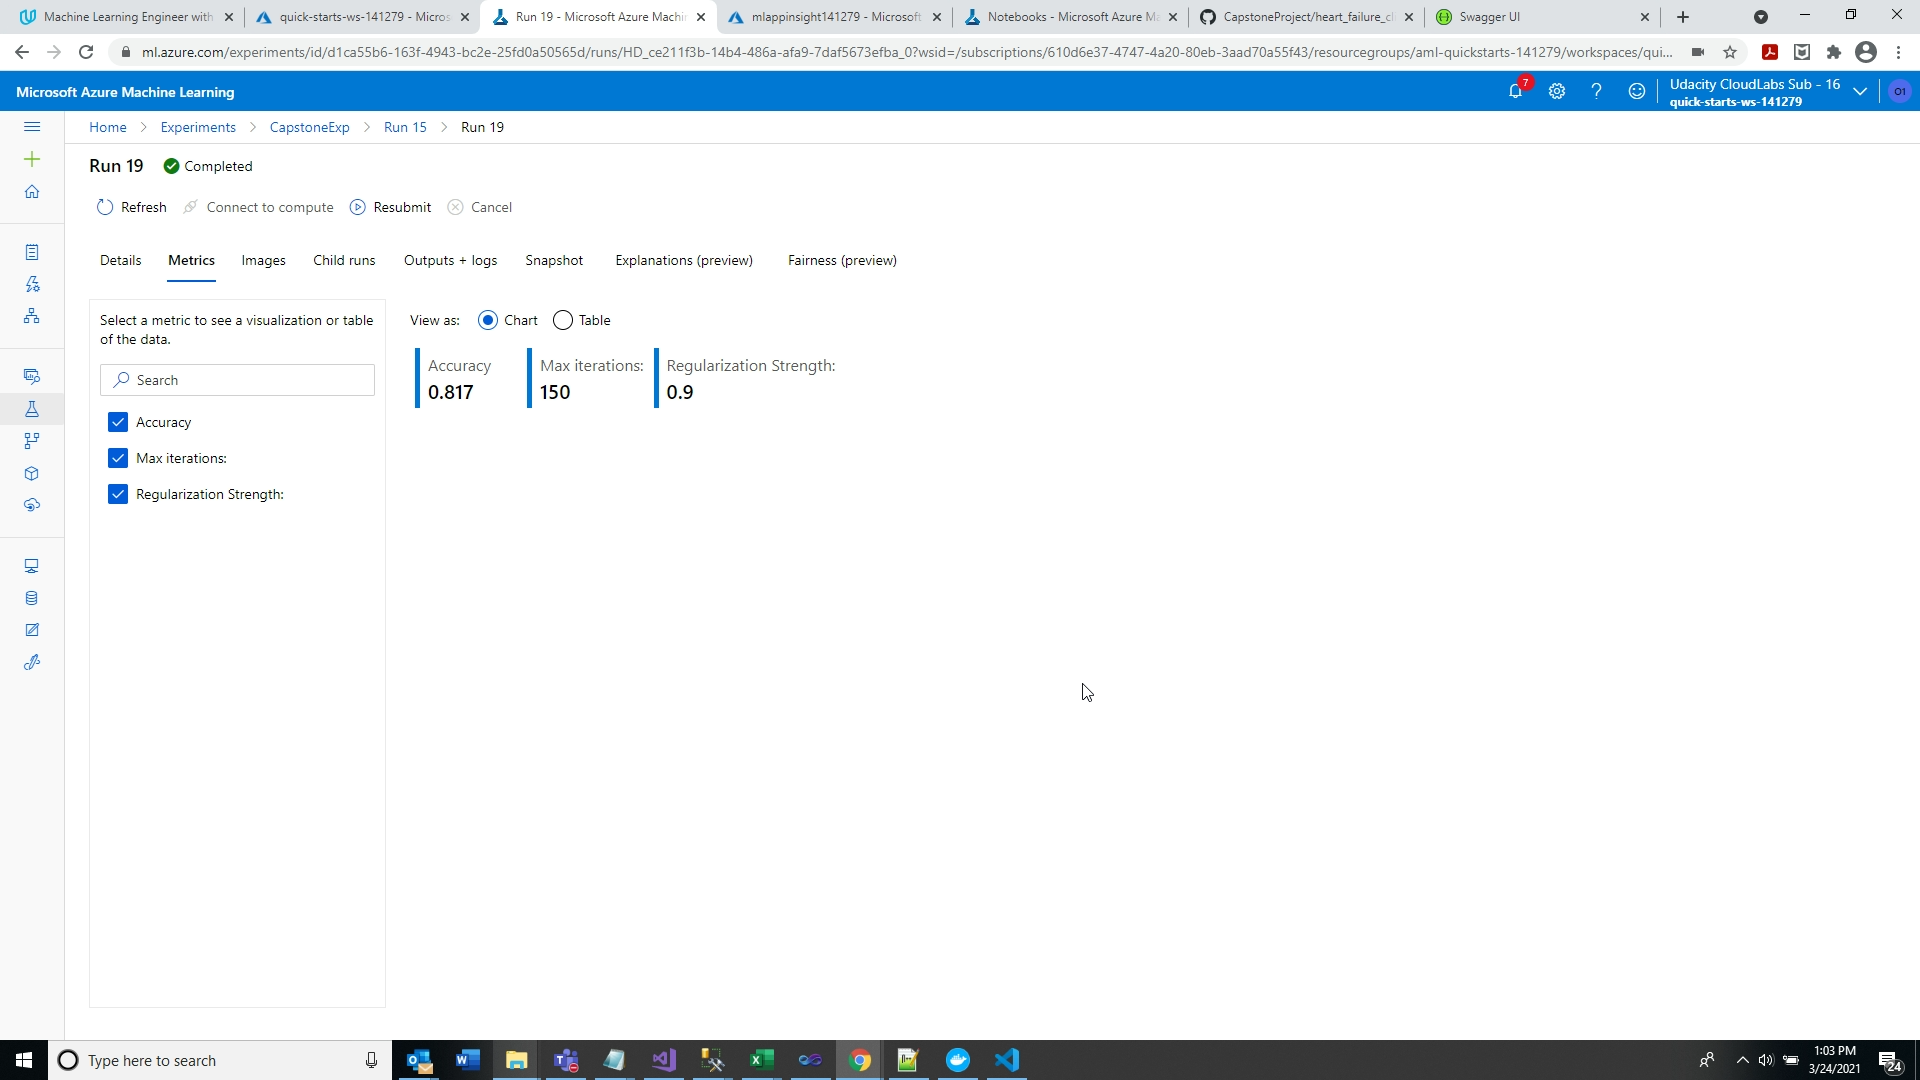 Machine Learning Engineer with
quick-starts-ws-141279 - Micros
Run 19 - Microsoft Azure Machi
mlappinsight141279 - Microsoft
Notebooks - Microsoft Azure Ma
CapstoneProject/heart_failure_cli
Swagger UI
ml.azure.com/experiments/id/d1ca55b6-163f-4943-bc2e-25fd0a50565d/runs/HD_ce211f3b-14b4-486a-afa9-7daf5673efba_0?wsid=/subscriptions/610d6e37-4747-4a20-80eb-3aad70a55f43/resourcegroups/aml-quickstarts-141279/workspaces/qui...
Microsoft Azure Machine Learning
7
Udacity CloudLabs Sub - 16
quick-starts-ws-141279
O1
Home > Experiments > CapstoneExp > Run 15 > Run 19
Run 19 Completed
Refresh Connect to compute Resubmit Cancel
Details Metrics Images Child runs Outputs + logs Snapshot Explanations (preview) Fairness (preview)
Select a metric to see a visualization or table
of the data.
Search
Accuracy
Max iterations:
Regularization Strength:
View as: Chart Table
Accuracy
0.817
Max iterations:
150
Regularization Strength:
0.9
Type here to search
1:03 PM
3/24/2021
24